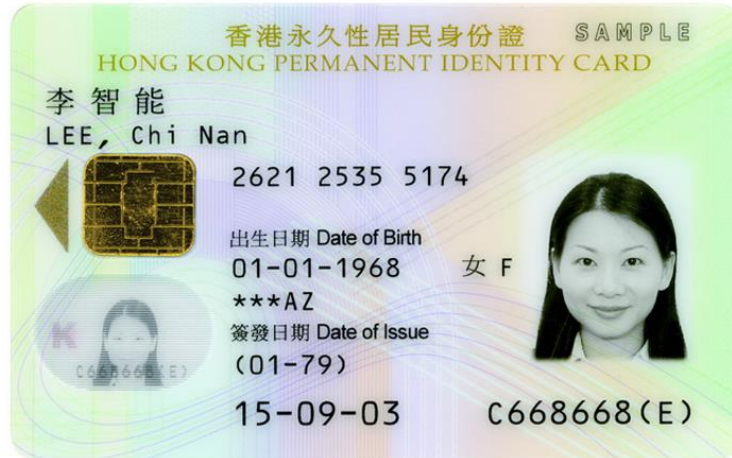 香港永久性居民身份證 SAMPLE
HONG KONG PERMANENT IDENTITY CARD
李智能
LEE, Chi Nan
2621 2535 5174
出生日期 Date of Birth
01-01-1968 女 F
***AZ
簽發日期 Date of Issue
(01-79)
15-09-03 C668668(E)
K
C668668(E)